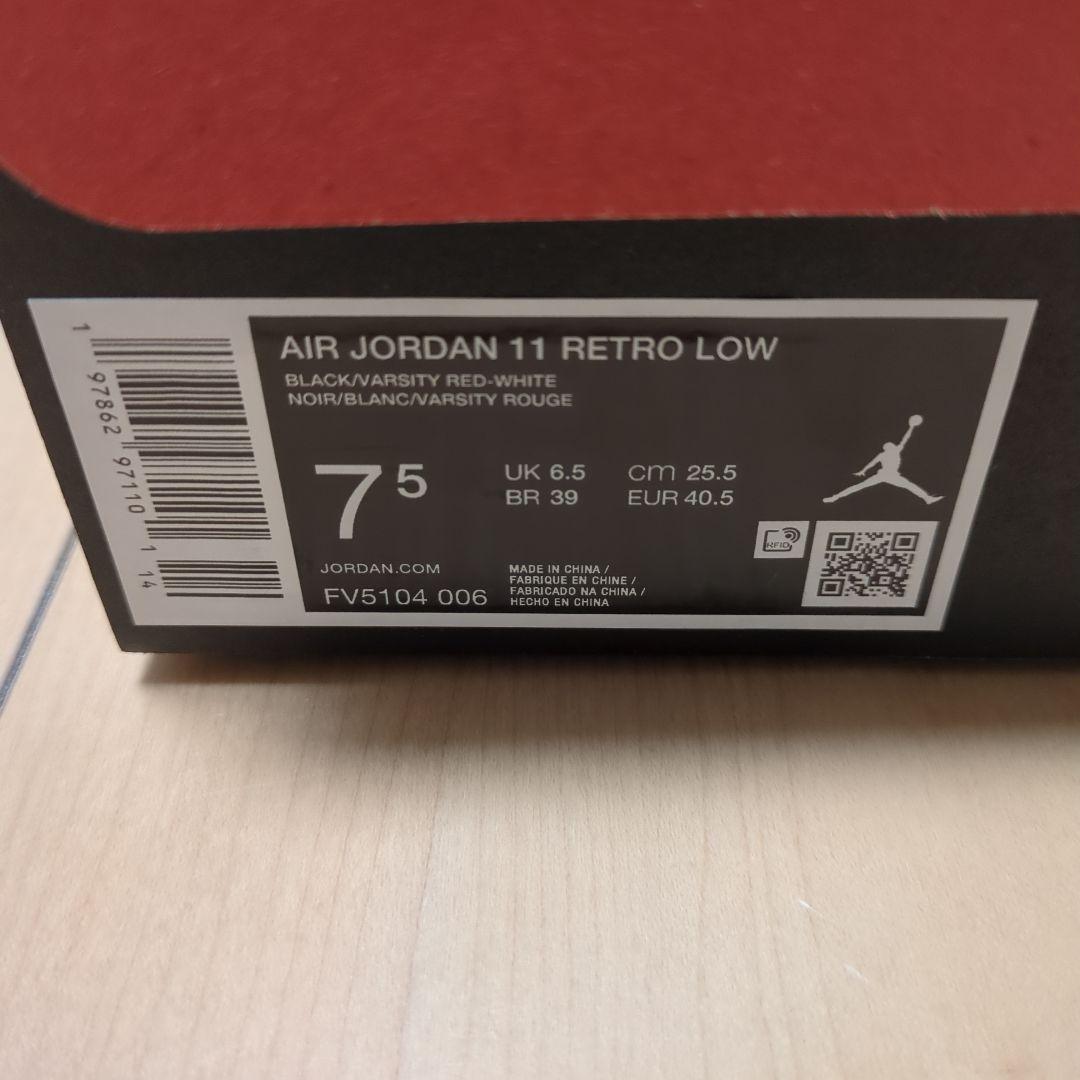 1 97862 97110 1 14
AIR JORDAN 11 RETRO LOW
BLACK/VARSITY RED-WHITE
NOIR/BLANC/VARSITY ROUGE
7 5
UK 6.5 cm 25.5
BR 39 EUR 40.5
RFID
JORDAN.COM
FV5104 006
MADE IN CHINA /
FABRIQUE EN CHINE /
FABRICADO NA CHINA /
HECHO EN CHINA